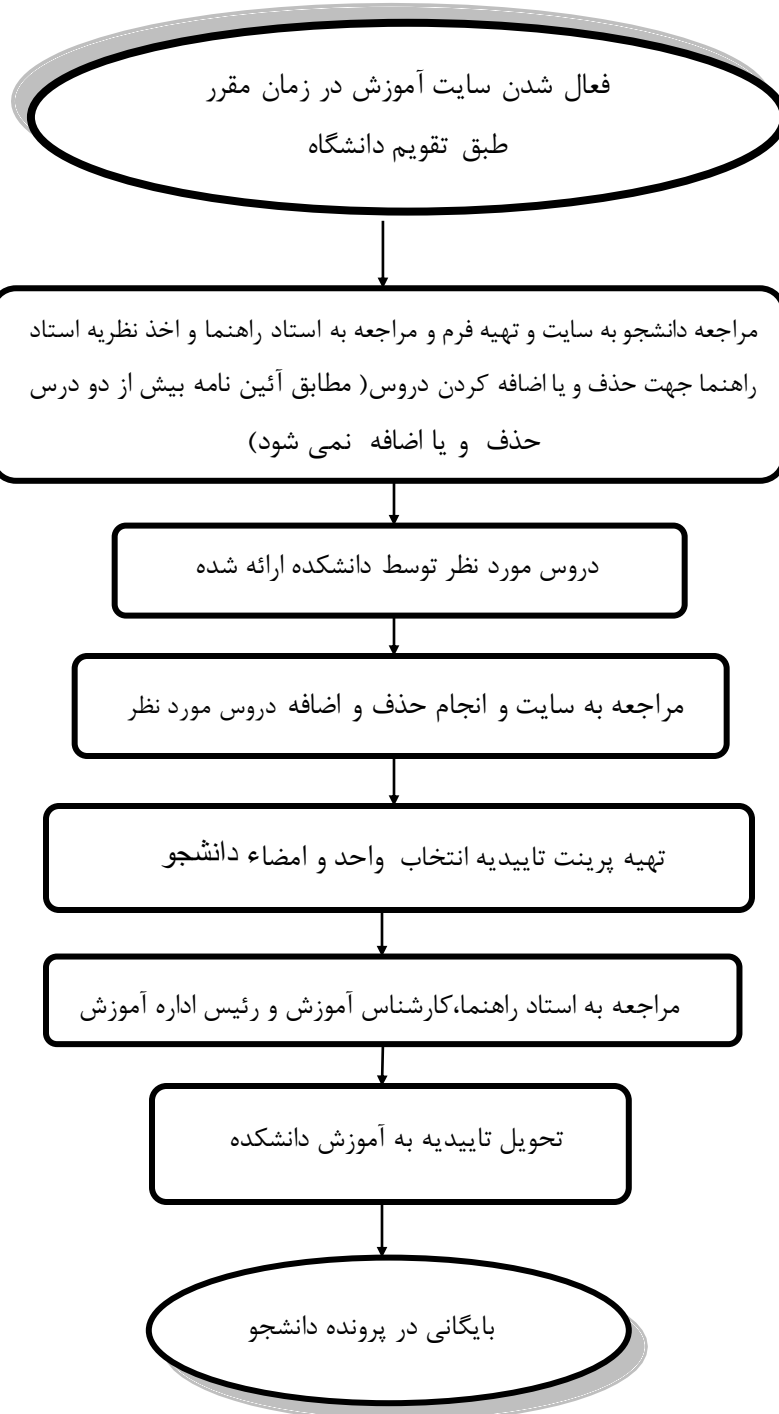 فعال شدن سایت آموزش در زمان مقرر
طبق تقویم دانشگاه
مراجعه دانشجو به سایت و تهیه فرم و مراجعه به استاد راهنما و اخذ نظریه استاد
راهنما جهت حذف و یا اضافه کردن دروس( مطابق آئین نامه بیش از دو درس
حذف و یا اضافه نمی شود)
دروس مورد نظر توسط دانشکده ارائه شده
مراجعه به سایت و انجام حذف و اضافه دروس مورد نظر
تهیه پرینت تاییدیه انتخاب واحد و امضاء دانشجو
مراجعه به استاد راهنما،کارشناس آموزش و رئیس اداره آموزش
تحویل تاییدیه به آموزش دانشکده
بایگانی در پرونده دانشجو